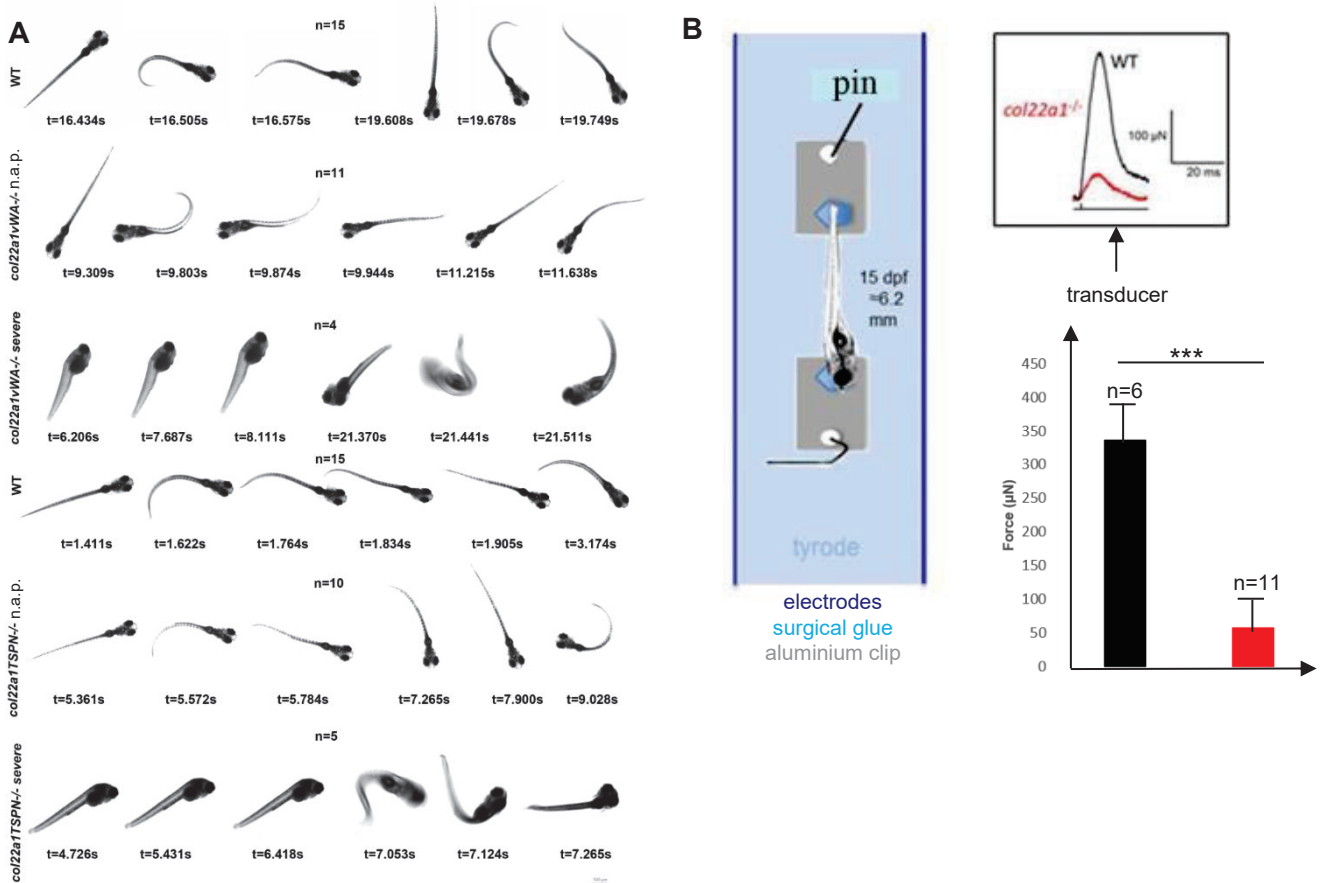 A
n=15
WT
t=16.434s t=16.505s t=16.575s t=19.608s t=19.678s t=19.749s
n=11
col22a1vWA-/- n.a.p.
t=9.309s t=9.803s t=9.874s t=9.944s t=11.215s t=11.638s
n=4
col22a1vWA-/- severe
t=6.206s t=7.687s t=8.111s t=21.370s t=21.441s t=21.511s
n=15
WT
t=1.411s t=1.622s t=1.764s t=1.834s t=1.905s t=3.174s
n=10
col22a1TSPN-/- n.a.p.
t=5.361s t=5.572s t=5.784s t=7.265s t=7.900s t=9.028s
n=5
col22a1TSPN-/- severe
t=4.726s t=5.431s t=6.418s t=7.053s t=7.124s t=7.265s
B
pin
15 dpf
≈6.2
mm
tyrode
electrodes
surgical glue
aluminium clip
WT
col22a1-/-
100 µN
20 ms
transducer
***
n=6
n=11
Force (µN)
450
400
350
300
250
200
150
100
50
0